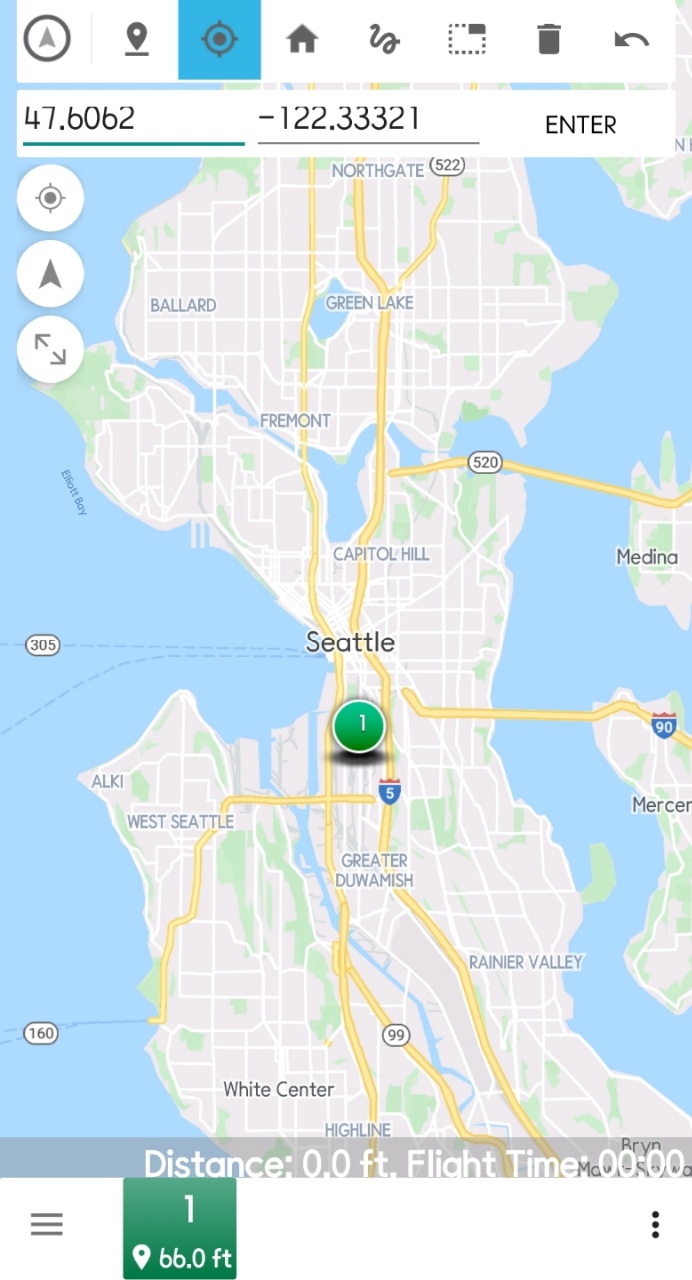 47.6062 -122.33321 ENTER
NORTHGATE 522
BALLARD GREEN LAKE
FREMONT
520
Elliott Bay
CAPITOL HILL
Medina
Seattle
305
1
90
ALKI
5
Mercer
WEST SEATTLE
GREATER
DUWAMISH
RAINIER VALLEY
160
99
White Center
HIGHLINE
Bryn
Distance: 0.0 ft, Flight Time: 00:00
1
66.0 ft